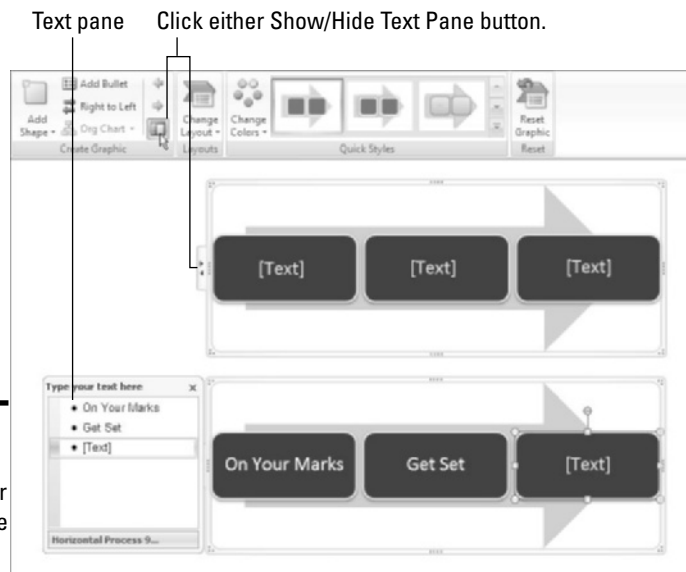 Text pane Click either Show/Hide Text Pane button.
Add Shape
Add Bullet
Right to Left
Org Chart
Create Graphic
Change Layout
Layouts
Change Colors
Quick Styles
Reset Graphic
Reset
[Text] [Text] [Text]
Type your text here x
On Your Marks
Get Set
[Text]
Horizontal Process 9...
On Your Marks Get Set [Text]
r
e